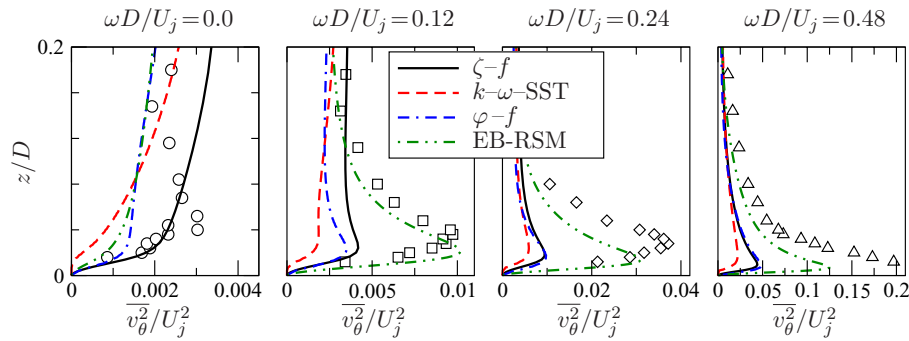 ωD/U_j=0.0 ωD/U_j=0.12 ωD/U_j=0.24 ωD/U_j=0.48
0.2
ζ–f
k–ω–SST
φ–f
EB-RSM
z/D
0
0 0.002 0.004 0 0.005 0.01 0 0.02 0.04 0 0.05 0.1 0.15 0.2
\overline{v_θ^2}/U_j^2 \overline{v_θ^2}/U_j^2 \overline{v_θ^2}/U_j^2 \overline{v_θ^2}/U_j^2